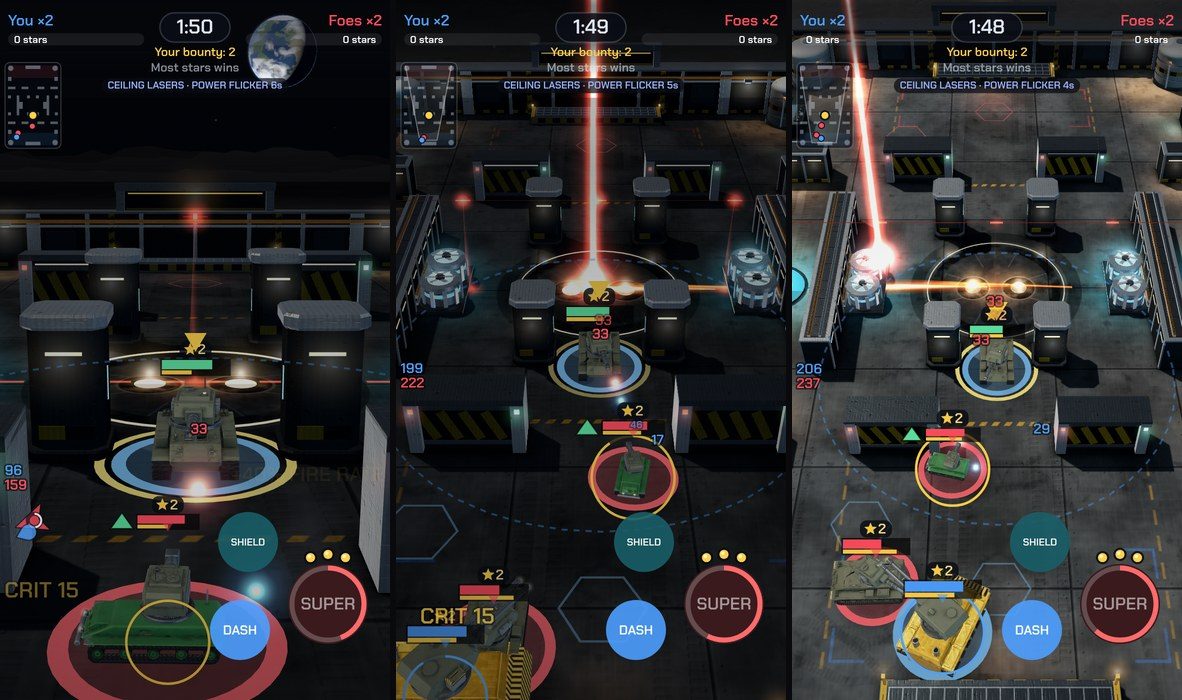 You ×2
1:50
Foes ×2
0 stars
0 stars
Your bounty: 2
Most stars wins
CEILING LASERS · POWER FLICKER 6s
2
33
96
159
2
CRIT 15
SHIELD
SUPER
DASH
You ×2
1:49
Foes ×2
0 stars
0 stars
Your bounty: 2
Most stars wins
CEILING LASERS · POWER FLICKER 5s
2
33
33
199
222
2
46
17
SHIELD
2
CRIT 15
SUPER
DASH
You ×2
1:48
Foes ×2
0 stars
0 stars
Your bounty: 2
Most stars wins
CEILING LASERS · POWER FLICKER 4s
33
2
33
206
237
2
29
2
SHIELD
2
SUPER
DASH